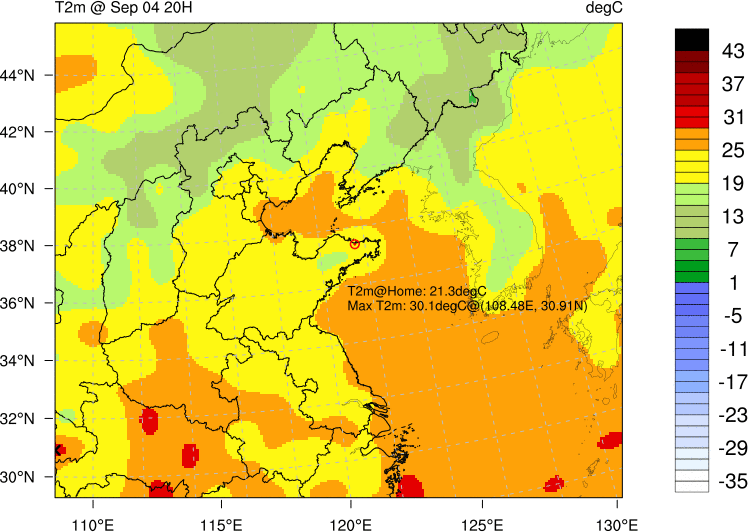 T2m @ Sep 04 20H
degC
44°N
42°N
40°N
38°N
36°N
34°N
32°N
30°N
T2m@Home: 21.3degC
Max T2m: 30.1degC@(108.48E, 30.91N)
110°E
115°E
120°E
125°E
130°E
43
37
31
25
19
13
7
1
-5
-11
-17
-23
-29
-35